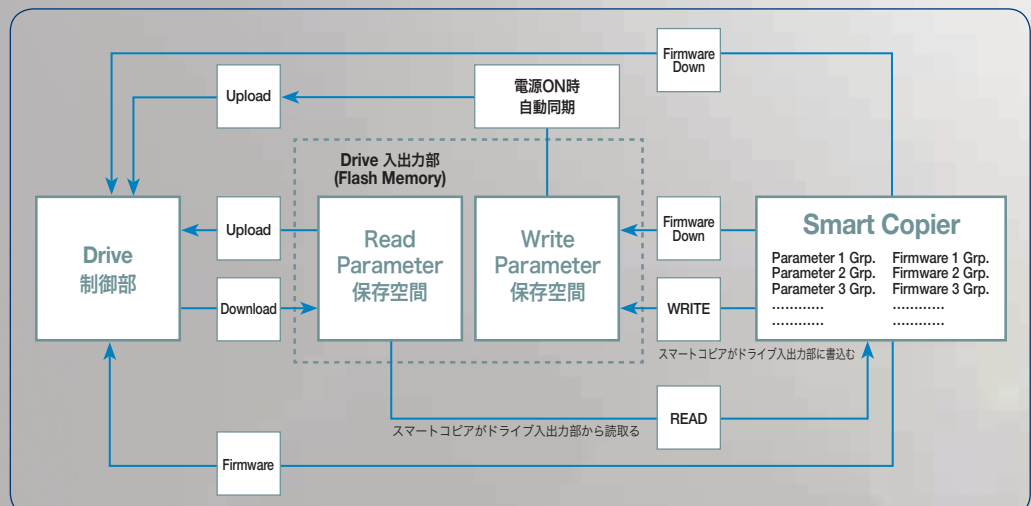 Firmware
Down
Upload
電源ON時
自動同期
Drive 入出力部
(Flash Memory)
Drive
制御部
Upload
Download
Read
Parameter
保存空間
Write
Parameter
保存空間
Firmware
Down
WRITE
スマートコピアがドライブ入出力部に書込む
Smart Copier
Parameter 1 Grp. Firmware 1 Grp.
Parameter 2 Grp. Firmware 2 Grp.
Parameter 3 Grp. Firmware 3 Grp.
............ ............
............ ............
READ
スマートコピアがドライブ入出力部から読取る
Firmware